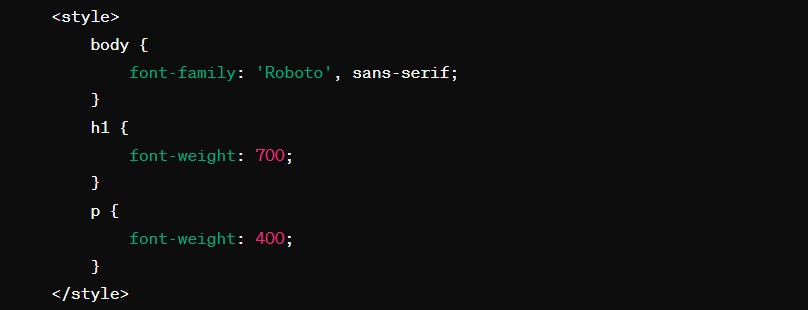 <style>
body {
font-family: 'Roboto', sans-serif;
}
h1 {
font-weight: 700;
}
p {
font-weight: 400;
}
</style>